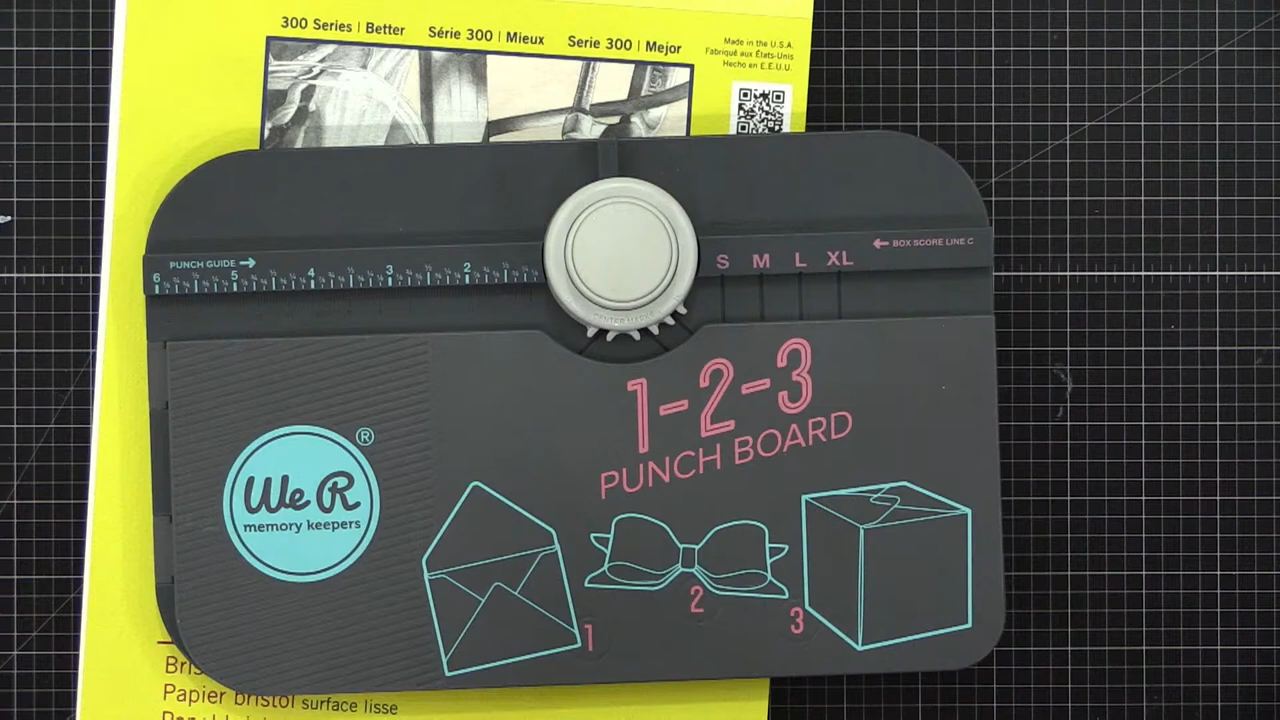 300 Series | Better
Série 300 | Mieux
Serie 300 | Mejor
Made in the U.S.A.
Fabriqué aux États-Unis
Hecho en E.E.U.U.
PUNCH GUIDE
6 5 4 3 2
CENTER MARK
S M L XL
BOX SCORE LINE C
1-2-3
PUNCH BOARD
We R ®
memory keepers
1
2
3
Papier bristol surface lisse